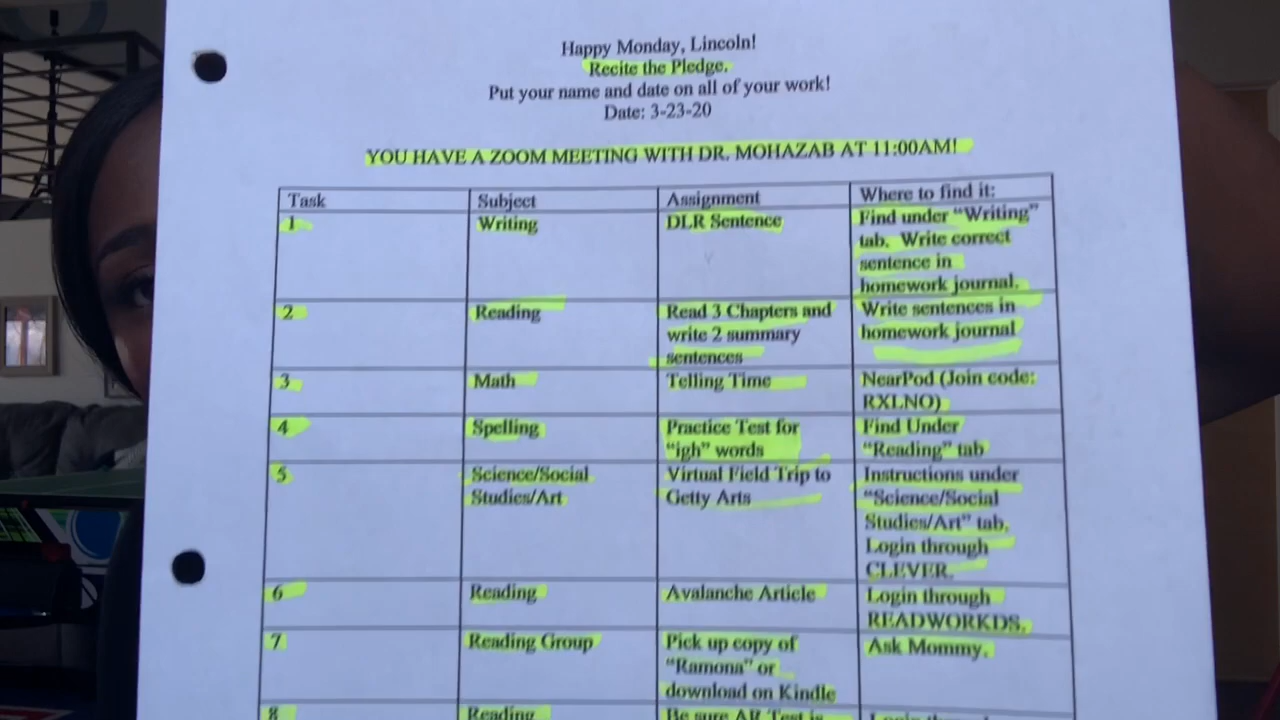 Happy Monday, Lincoln!
Recite the Pledge.
Put your name and date on all of your work!
Date: 3-23-20
YOU HAVE A ZOOM MEETING WITH DR. MOHAZAB AT 11:00AM!
Task Subject Assignment Where to find it:
1 Writing DLR Sentence Find under “Writing”
tab. Write correct
sentence in
homework journal.
2 Reading Read 3 Chapters and Write sentences in
write 2 summary homework journal
sentences
3 Math Telling Time NearPod (Join code:
RXLNO)
4 Spelling Practice Test for Find Under
“igh” words “Reading” tab
5 Science/Social Virtual Field Trip to Instructions under
Studies/Art Getty Arts “Science/Social
Studies/Art” tab.
Login through
CLEVER.
6 Reading Avalanche Article Login through
READWORKDS.
7 Reading Group Pick up copy of Ask Mommy.
“Ramona” or
download on Kindle
8 Reading Be sure AR Test is Login through